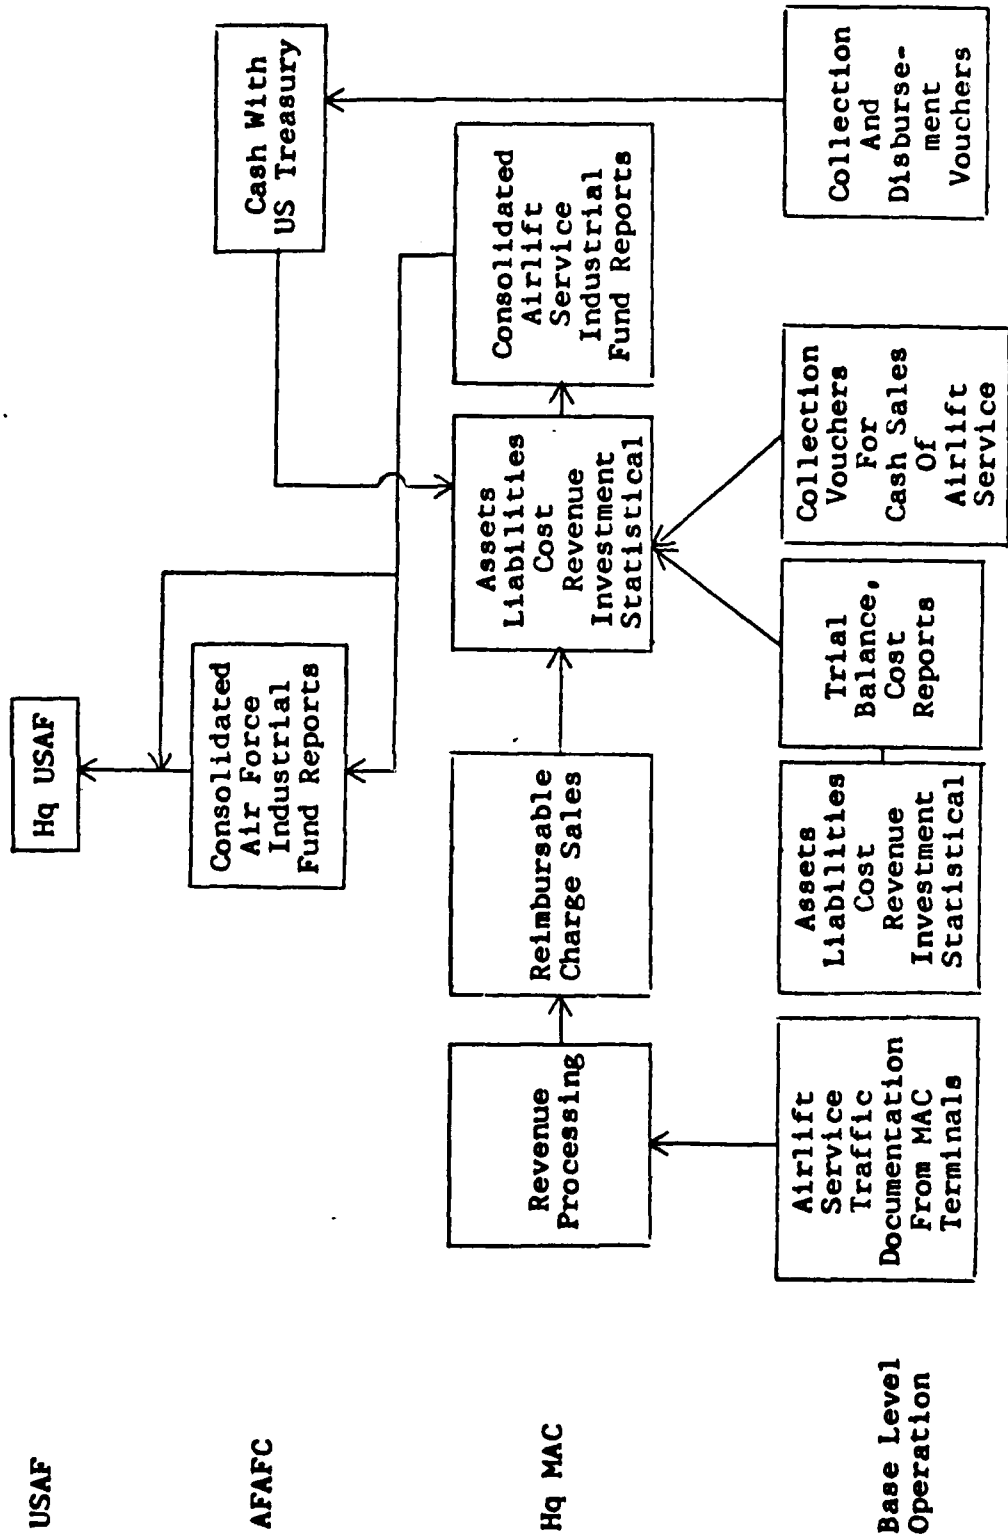 USAF
Hq USAF
AFAFC
Consolidated
Air Force
Industrial
Fund Reports
Cash With
US Treasury
Hq MAC
Revenue
Processing
Reimbursable
Charge Sales
Assets
Liabilities
Cost
Revenue
Investment
Statistical
Consolidated
Airlift
Service
Industrial
Fund Reports
Base Level
Operation
Airlift
Service
Traffic
Documentation
From MAC
Terminals
Assets
Liabilities
Cost
Revenue
Investment
Statistical
Trial
Balance,
Cost
Reports
Collection
Vouchers
For
Cash Sales
Of
Airlift
Service
Collection
And
Disburse-
ment
Vouchers